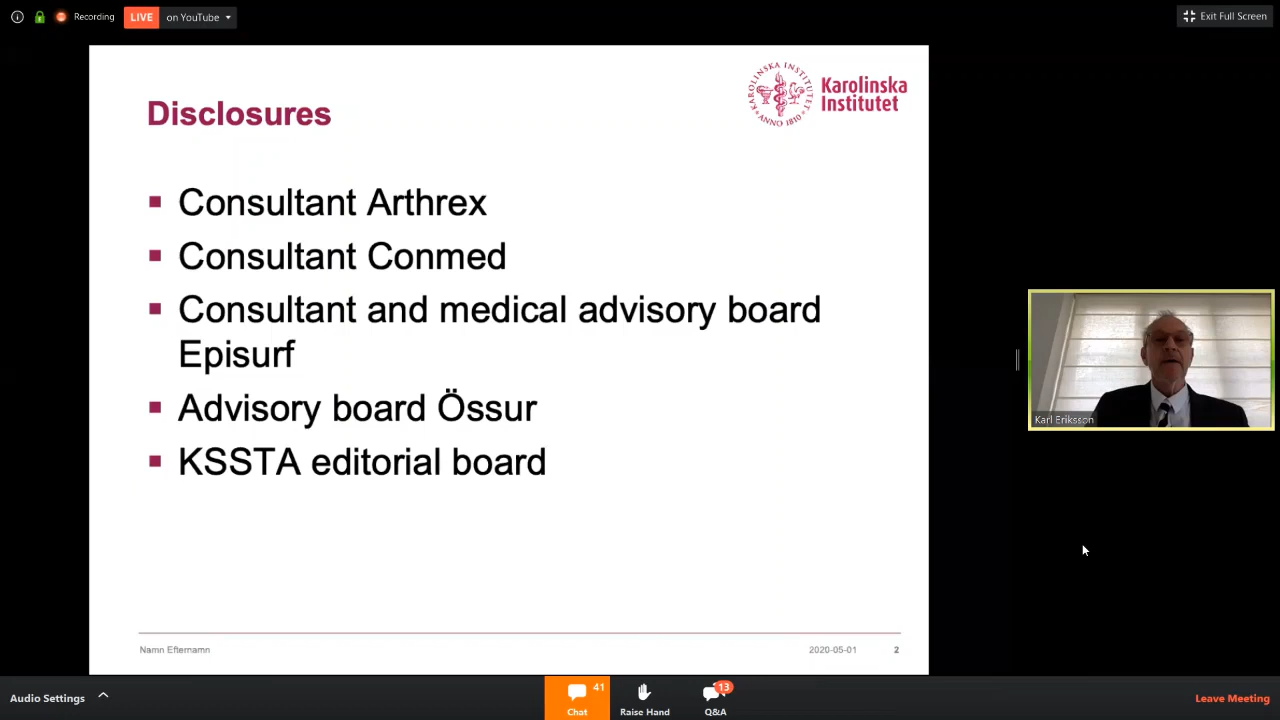 Recording
LIVE
on YouTube
Exit Full Screen
KAROLINSKA INSTITUTET
ANNO 1810
Karolinska
Institutet
Disclosures
Consultant Arthrex
Consultant Conmed
Consultant and medical advisory board
Episurf
Advisory board Össur
KSSTA editorial board
Karl Eriksson
Namn Efternamn
2020-05-01
2
Audio Settings
41
Chat
Raise Hand
13
Q&A
Leave Meeting